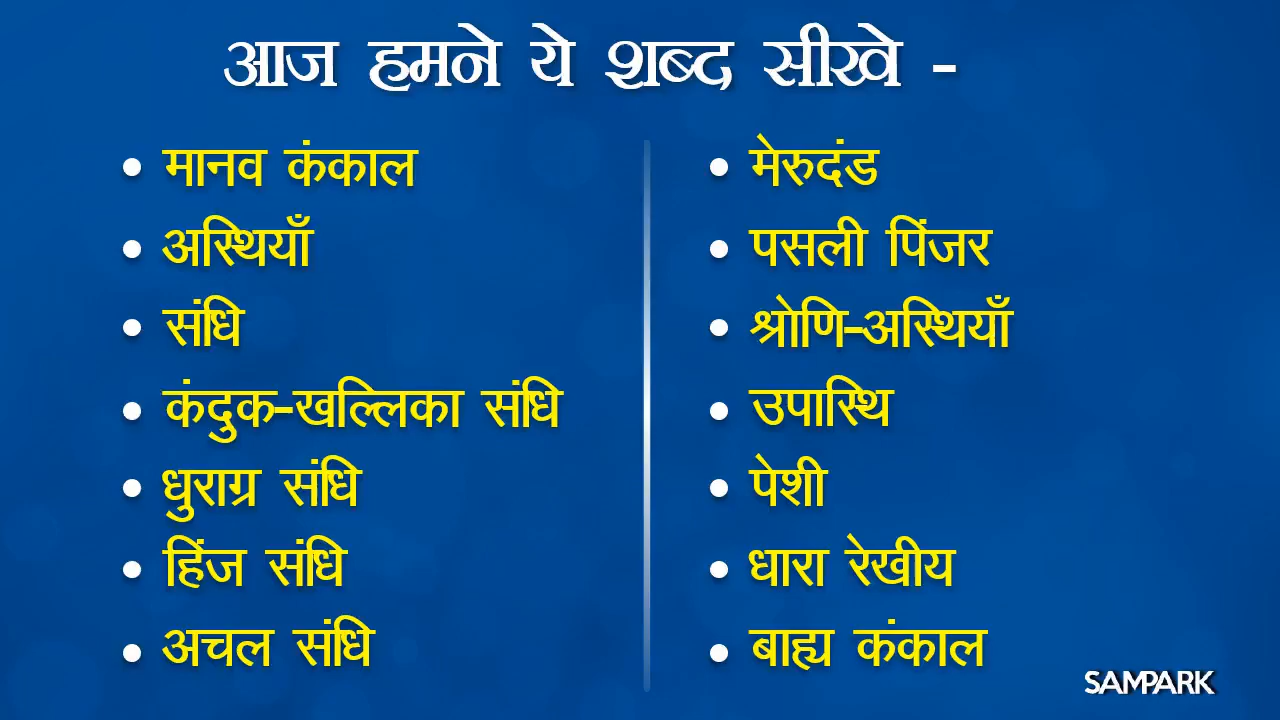 आज हमने ये शब्द सीखे -
• मानव कंकाल
• अस्थियाँ
• संधि
• कंदुक-खल्लिका संधि
• धुराग्र संधि
• हिंज संधि
• अचल संधि
• मेरुदंड
• पसली पिंजर
• श्रोणि-अस्थियाँ
• उपास्थि
• पेशी
• धारा रेखीय
• बाह्य कंकाल
SAMPARK